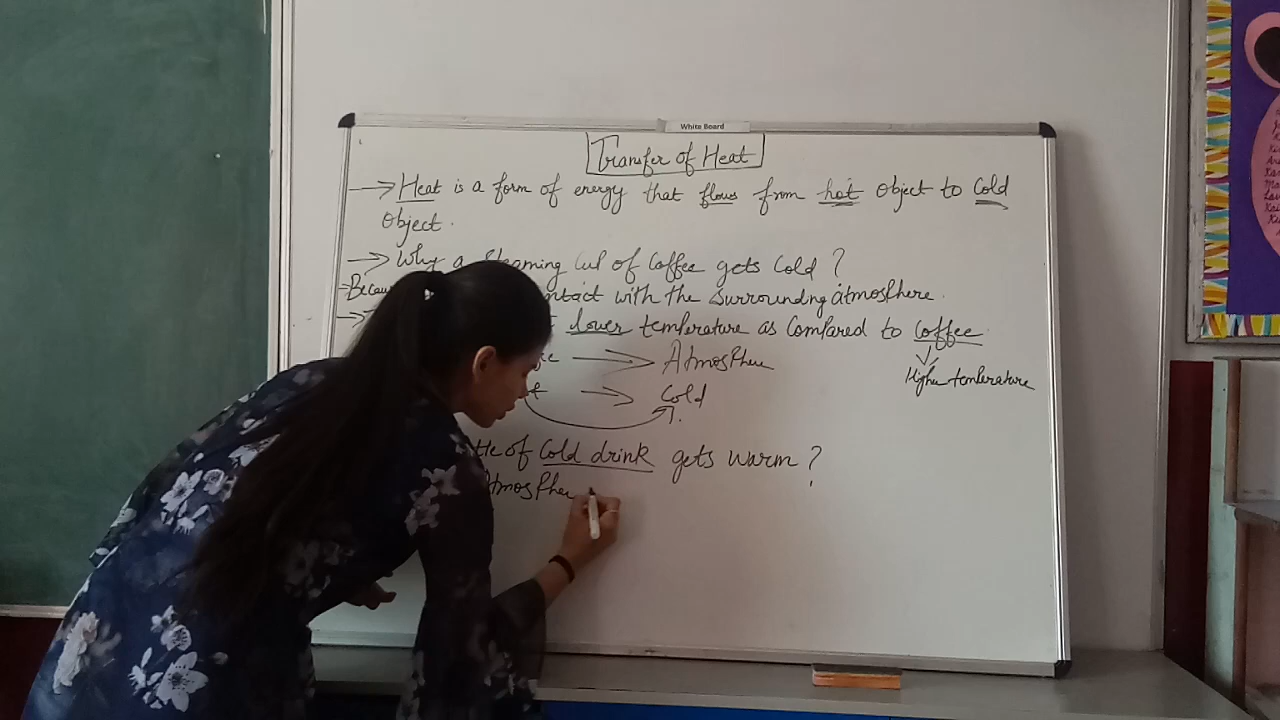 White Board
Transfer of Heat
→ Heat is a form of energy that flows from hot object to cold
object.
→ Why a steaming cup of coffee gets cold ?
contact with the surrounding atmosphere.
lower temperature as compared to coffee
→ Atmosphere
Higher temperature
→ Cold
of cold drink gets warm ?
Atmospher